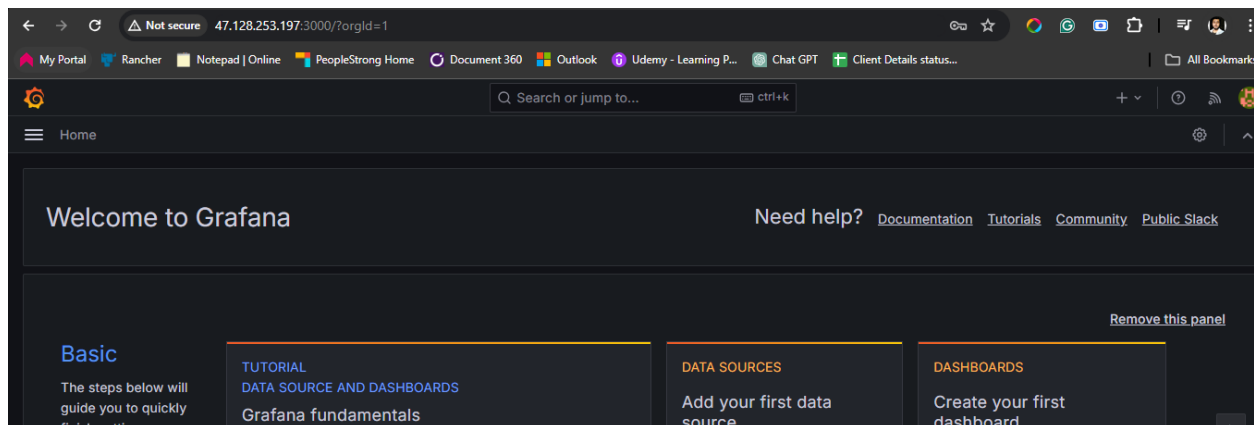 Not secure 47.128.253.197:3000/?orgId=1
My Portal Rancher Notepad | Online PeopleStrong Home Document 360 Outlook Udemy - Learning P... Chat GPT Client Details status... All Bookmarks
Search or jump to... ctrl+k
Home
Welcome to Grafana Need help? Documentation Tutorials Community Public Slack
Remove this panel
Basic
The steps below will
guide you to quickly
TUTORIAL
DATA SOURCE AND DASHBOARDS
Grafana fundamentals
DATA SOURCES
Add your first data
source
DASHBOARDS
Create your first
dashboard